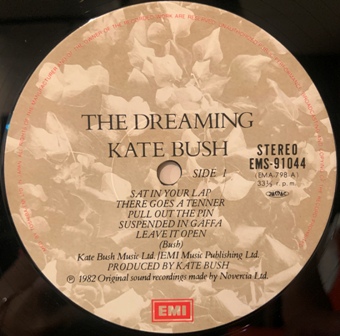 THE DREAMING
KATE BUSH
SIDE 1
STEREO
EMS-91044
(EMA-798-A)
33⅓ r.p.m.
SAT IN YOUR LAP
THERE GOES A TENNER
PULL OUT THE PIN
SUSPENDED IN GAFFA
LEAVE IT OPEN
(Bush)
Kate Bush Music Ltd. JEMI Music Publishing Ltd.
PRODUCED BY KATE BUSH
Ⓟ 1982 Original sound recordings made by Novercia Ltd.
EMI